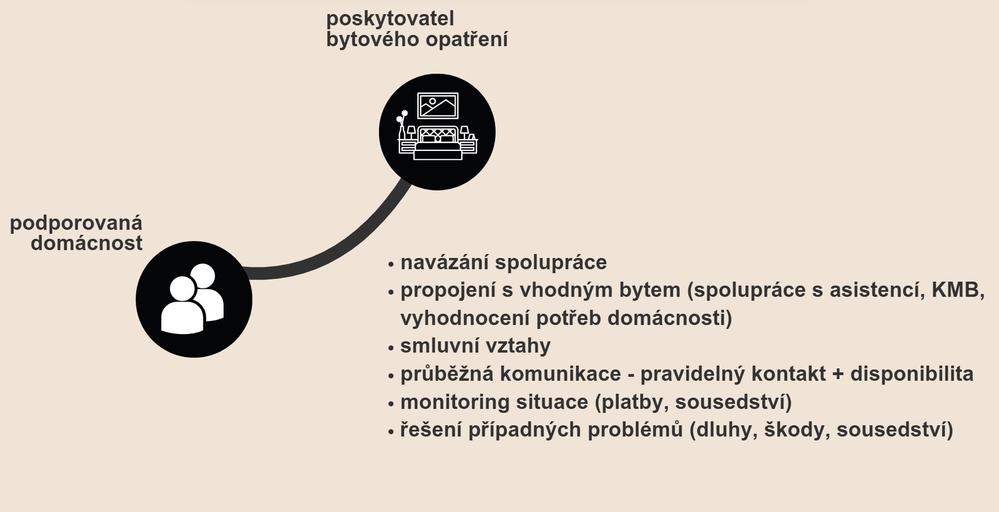 poskytovatel
bytového opatření
podporovaná
domácnost
• navázání spolupráce
• propojení s vhodným bytem (spolupráce s asistencí, KMB,
vyhodnocení potřeb domácnosti)
• smluvní vztahy
• průběžná komunikace - pravidelný kontakt + disponibilita
• monitoring situace (platby, sousedství)
• řešení případných problémů (dluhy, škody, sousedství)